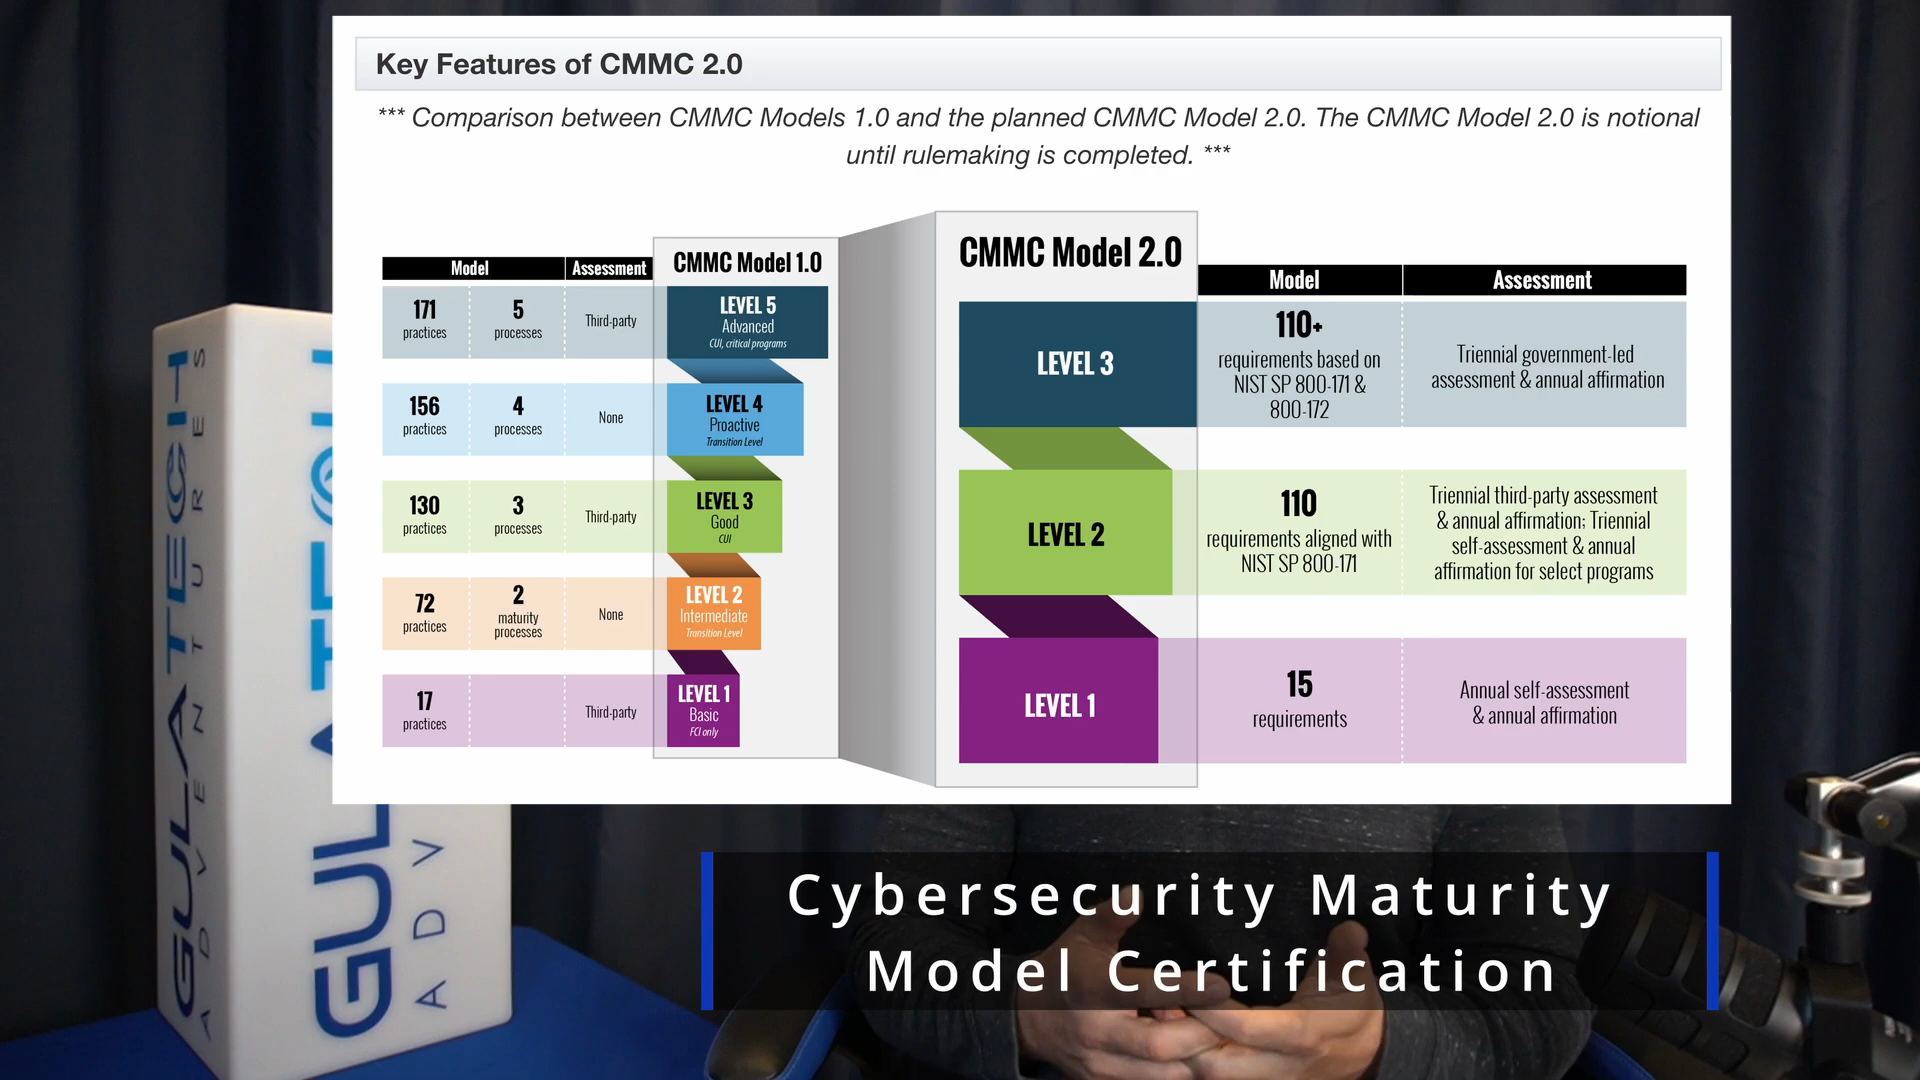 Key Features of CMMC 2.0
*** Comparison between CMMC Models 1.0 and the planned CMMC Model 2.0. The CMMC Model 2.0 is notional
until rulemaking is completed. ***
Model
Assessment
CMMC Model 1.0
171
practices
5
processes
Third-party
LEVEL 5
Advanced
CUI, critical programs
156
practices
4
processes
None
LEVEL 4
Proactive
Transition Level
130
practices
3
processes
Third-party
LEVEL 3
Good
CUI
72
practices
2
maturity
processes
None
LEVEL 2
Intermediate
Transition Level
17
practices
Third-party
LEVEL 1
Basic
FCI only
CMMC Model 2.0
Model
Assessment
LEVEL 3
110+
requirements based on
NIST SP 800-171 &
800-172
Triennial government-led
assessment & annual affirmation
LEVEL 2
110
requirements aligned with
NIST SP 800-171
Triennial third-party assessment
& annual affirmation; Triennial
self-assessment & annual
affirmation for select programs
LEVEL 1
15
requirements
Annual self-assessment
& annual affirmation
GULATECH
ADVENTURES
Cybersecurity Maturity
Model Certification